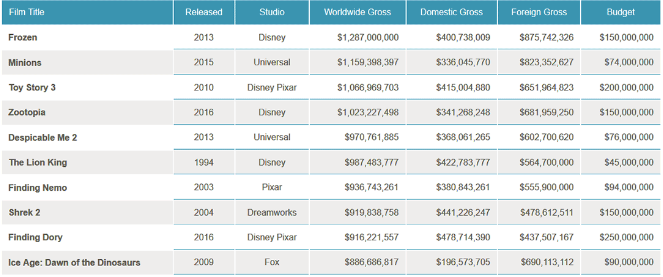 Film Title Released Studio Worldwide Gross Domestic Gross Foreign Gross Budget
Frozen 2013 Disney $1,287,000,000 $400,738,009 $875,742,326 $150,000,000
Minions 2015 Universal $1,159,398,397 $336,045,770 $823,352,627 $74,000,000
Toy Story 3 2010 Disney Pixar $1,066,969,703 $415,004,880 $651,964,823 $200,000,000
Zootopia 2016 Disney $1,023,227,498 $341,268,248 $681,959,250 $150,000,000
Despicable Me 2 2013 Universal $970,761,885 $368,061,265 $602,700,620 $76,000,000
The Lion King 1994 Disney $987,483,777 $422,783,777 $564,700,000 $45,000,000
Finding Nemo 2003 Pixar $936,743,261 $380,843,261 $555,900,000 $94,000,000
Shrek 2 2004 Dreamworks $919,838,758 $441,226,247 $478,612,511 $150,000,000
Finding Dory 2016 Disney Pixar $916,221,557 $478,714,390 $437,507,167 $250,000,000
Ice Age: Dawn of the Dinosaurs 2009 Fox $886,686,817 $196,573,705 $690,113,112 $90,000,000